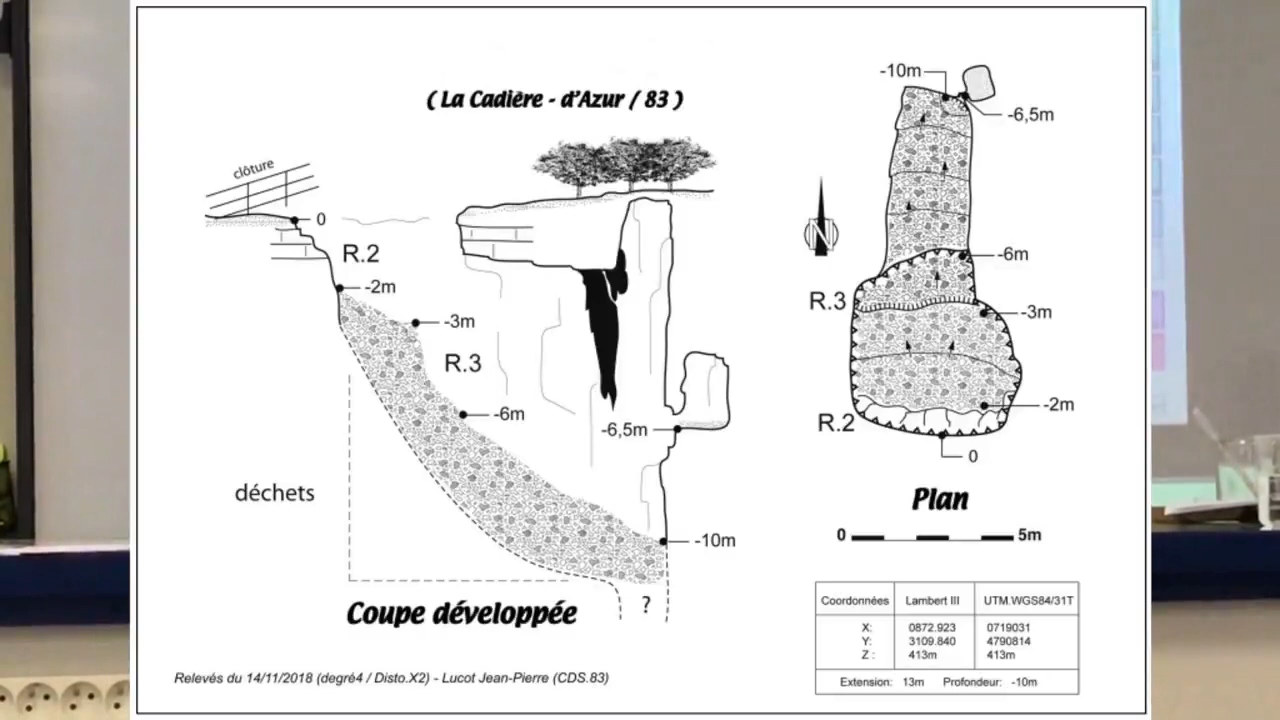 ( La Cadière - d'Azur / 83 )
clôture
0
R.2
-2m
-3m
R.3
-6m
-6,5m
déchets
-10m
?
Coupe développée
Relevés du 14/11/2018 (degré4 / Disto.X2) - Lucot Jean-Pierre (CDS.83)
-10m
-6,5m
N
-6m
R.3
-3m
-2m
R.2
0
Plan
0 5m
Coordonnées Lambert III UTM.WGS84/31T
X: 0872.923 0719031
Y: 3109.840 4790814
Z : 413m 413m
Extension: 13m Profondeur: -10m